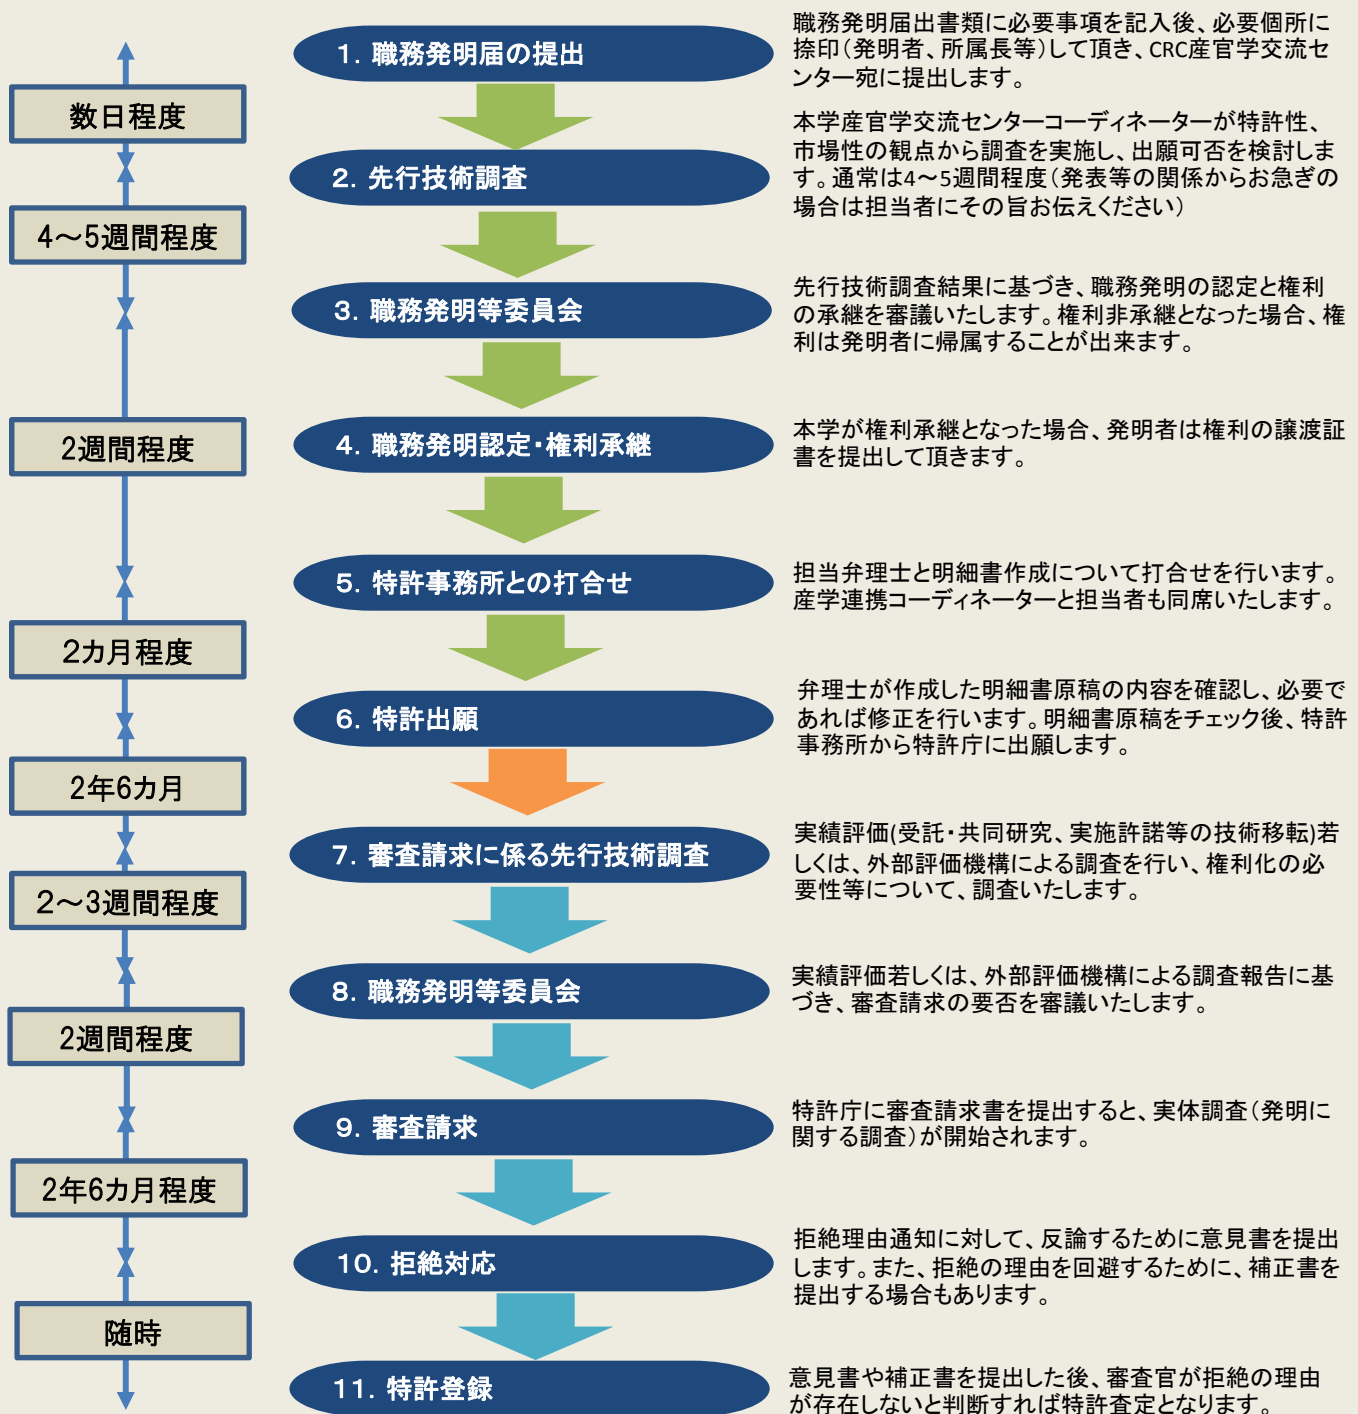 1. 職務発明届の提出
職務発明届出書類に必要事項を記入後、必要個所に
捺印(発明者、所属長等)して頂き、CRC産官学交流セ
ンター宛に提出します。
数日程度
2. 先行技術調査
本学産官学交流センターコーディネーターが特許性、
市場性の観点から調査を実施し、出願可否を検討しま
す。通常は4～5週間程度(発表等の関係からお急ぎの
場合は担当者にその旨お伝えください)
4～5週間程度
3. 職務発明等委員会
先行技術調査結果に基づき、職務発明の認定と権利
の承継を審議いたします。権利非承継となった場合、権
利は発明者に帰属することが出来ます。
2週間程度
4. 職務発明認定・権利承継
本学が権利承継となった場合、発明者は権利の譲渡証
書を提出して頂きます。
5. 特許事務所との打合せ
担当弁理士と明細書作成について打合せを行います。
産学連携コーディネーターと担当者も同席いたします。
2カ月程度
6. 特許出願
弁理士が作成した明細書原稿の内容を確認し、必要で
あれば修正を行います。明細書原稿をチェック後、特許
事務所から特許庁に出願します。
2年6カ月
7. 審査請求に係る先行技術調査
実績評価(受託・共同研究、実施許諾等の技術移転)若
しくは、外部評価機構による調査を行い、権利化の必
要性等について、調査いたします。
2～3週間程度
8. 職務発明等委員会
実績評価若しくは、外部評価機構による調査報告に基
づき、審査請求の要否を審議いたします。
2週間程度
9. 審査請求
特許庁に審査請求書を提出すると、実体調査(発明に
関する調査)が開始されます。
2年6カ月程度
10. 拒絶対応
拒絶理由通知に対して、反論するために意見書を提出
します。また、拒絶の理由を回避するために、補正書を
提出する場合もあります。
随時
11. 特許登録
意見書や補正書を提出した後、審査官が拒絶の理由
が存在しないと判断すれば特許査定となります。